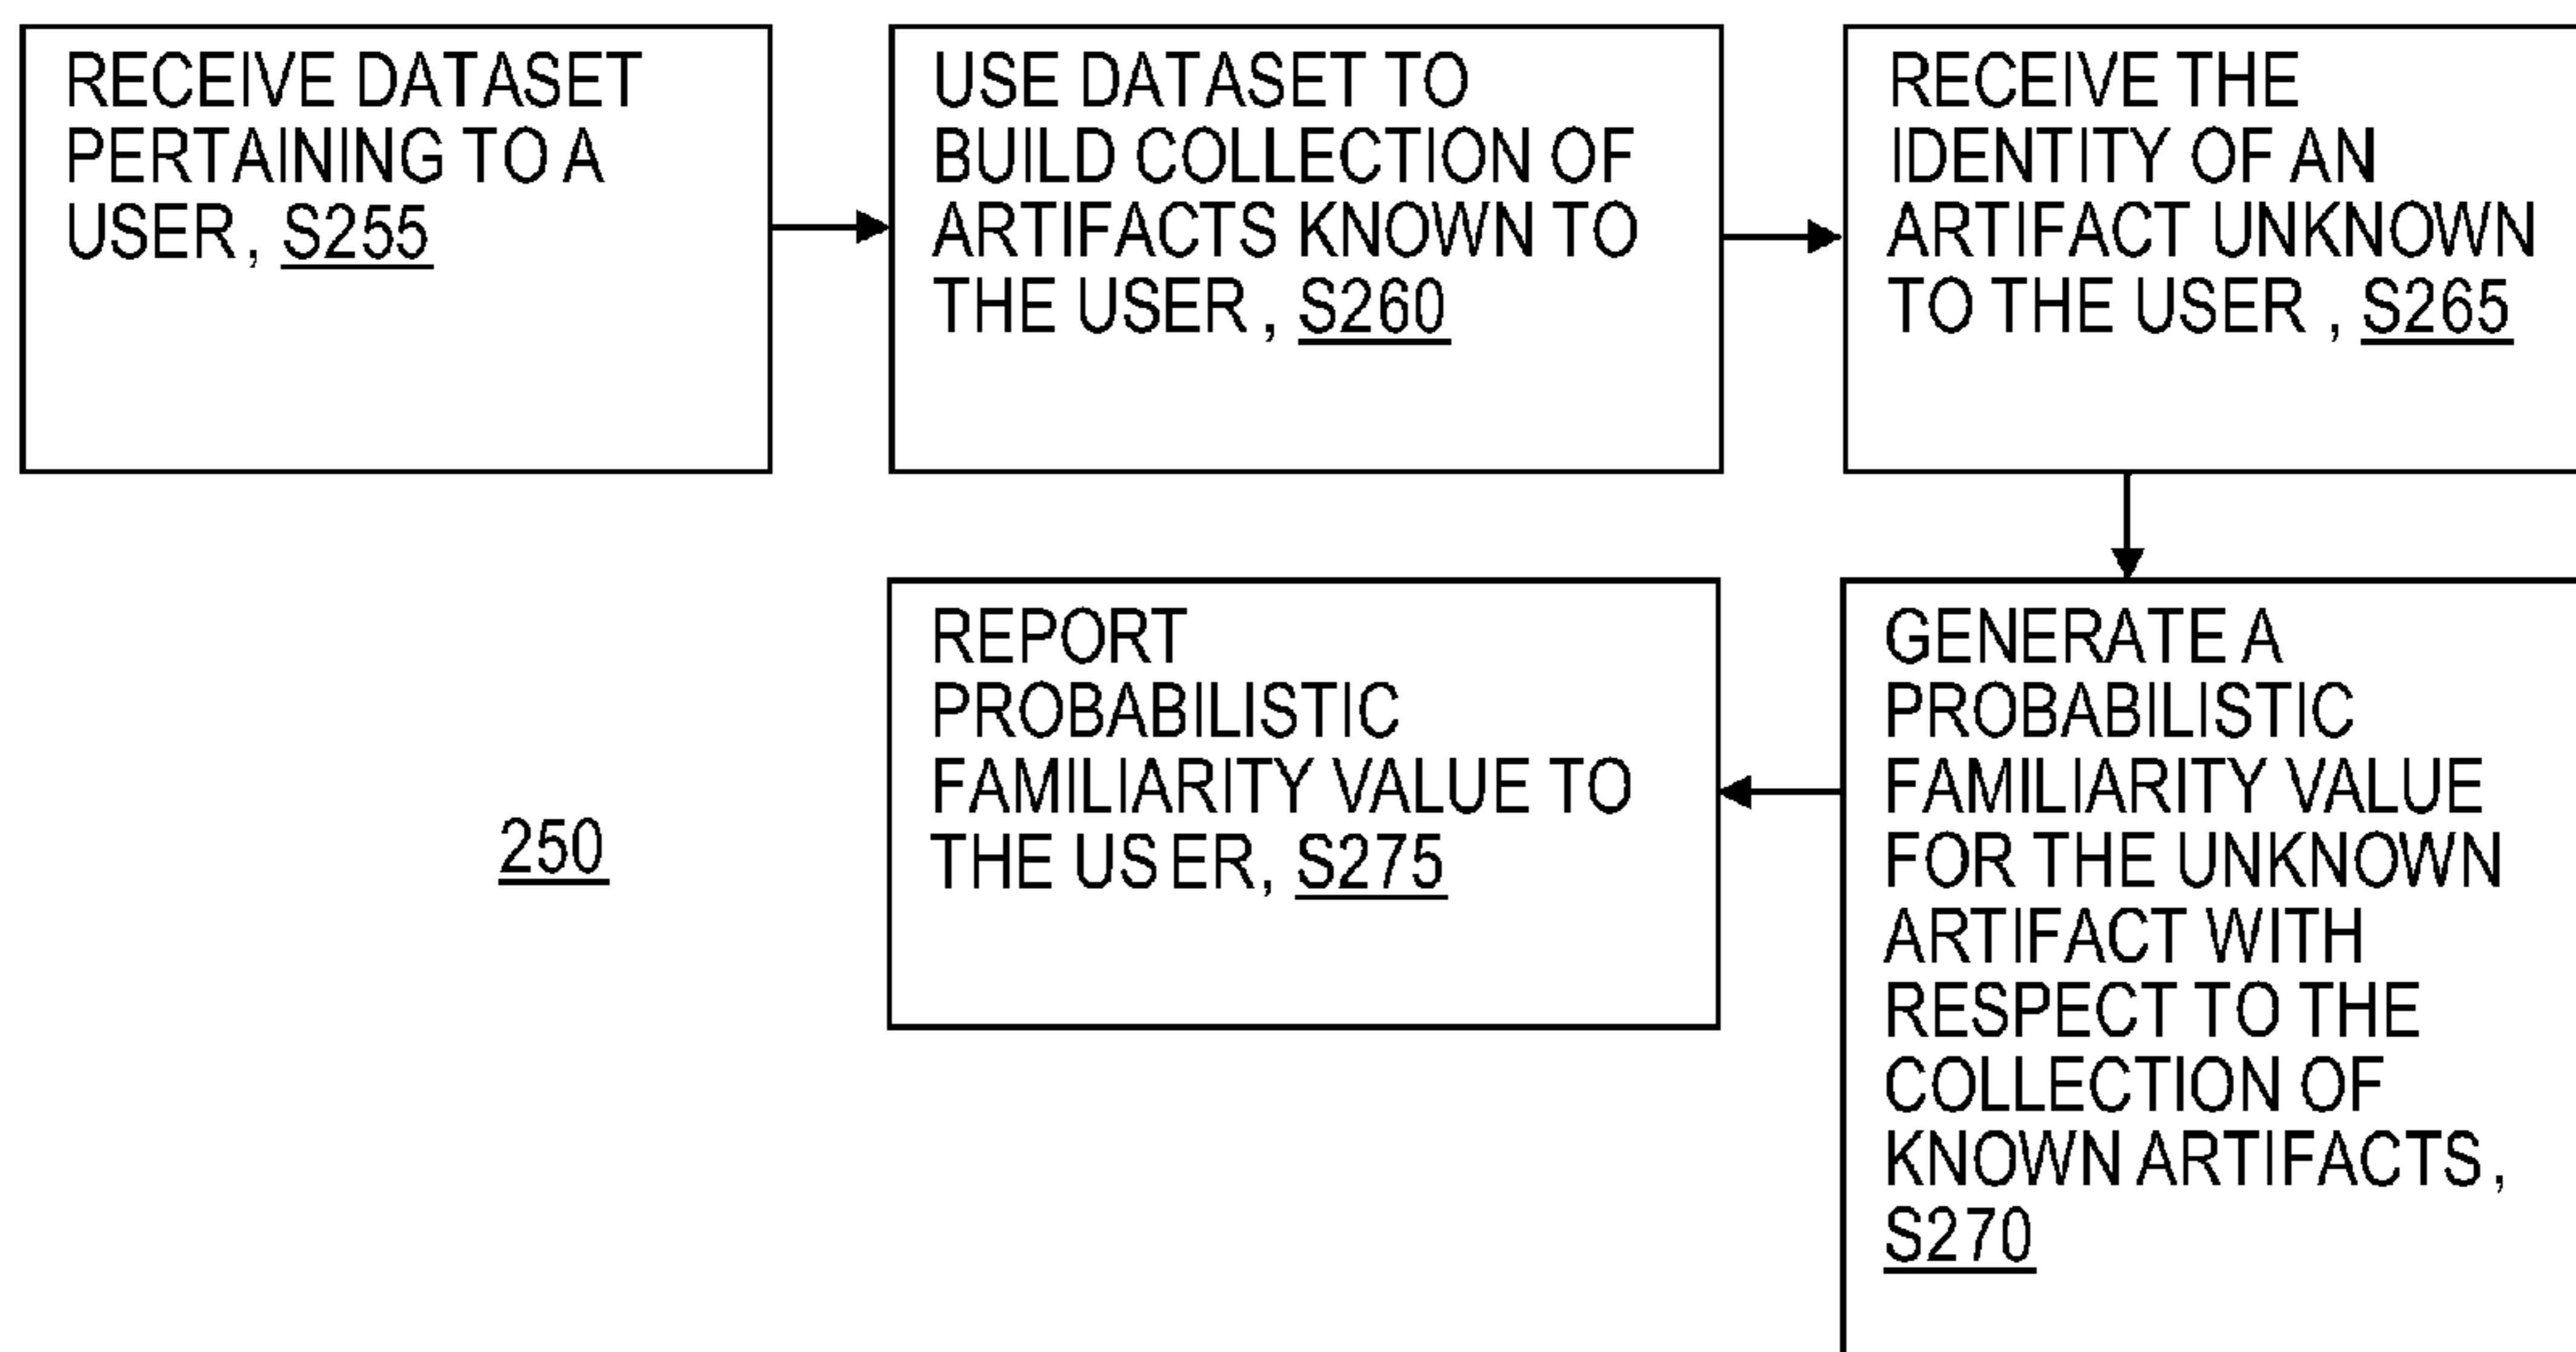 RECEIVE DATASET
PERTAINING TO A
USER, S255
USE DATASET TO
BUILD COLLECTION OF
ARTIFACTS KNOWN TO
THE USER, S260
RECEIVE THE
IDENTITY OF AN
ARTIFACT UNKNOWN
TO THE USER, S265
GENERATE A
PROBABILISTIC
FAMILIARITY VALUE
FOR THE UNKNOWN
ARTIFACT WITH
RESPECT TO THE
COLLECTION OF
KNOWN ARTIFACTS,
S270
REPORT
PROBABILISTIC
FAMILIARITY VALUE TO
THE USER, S275
250